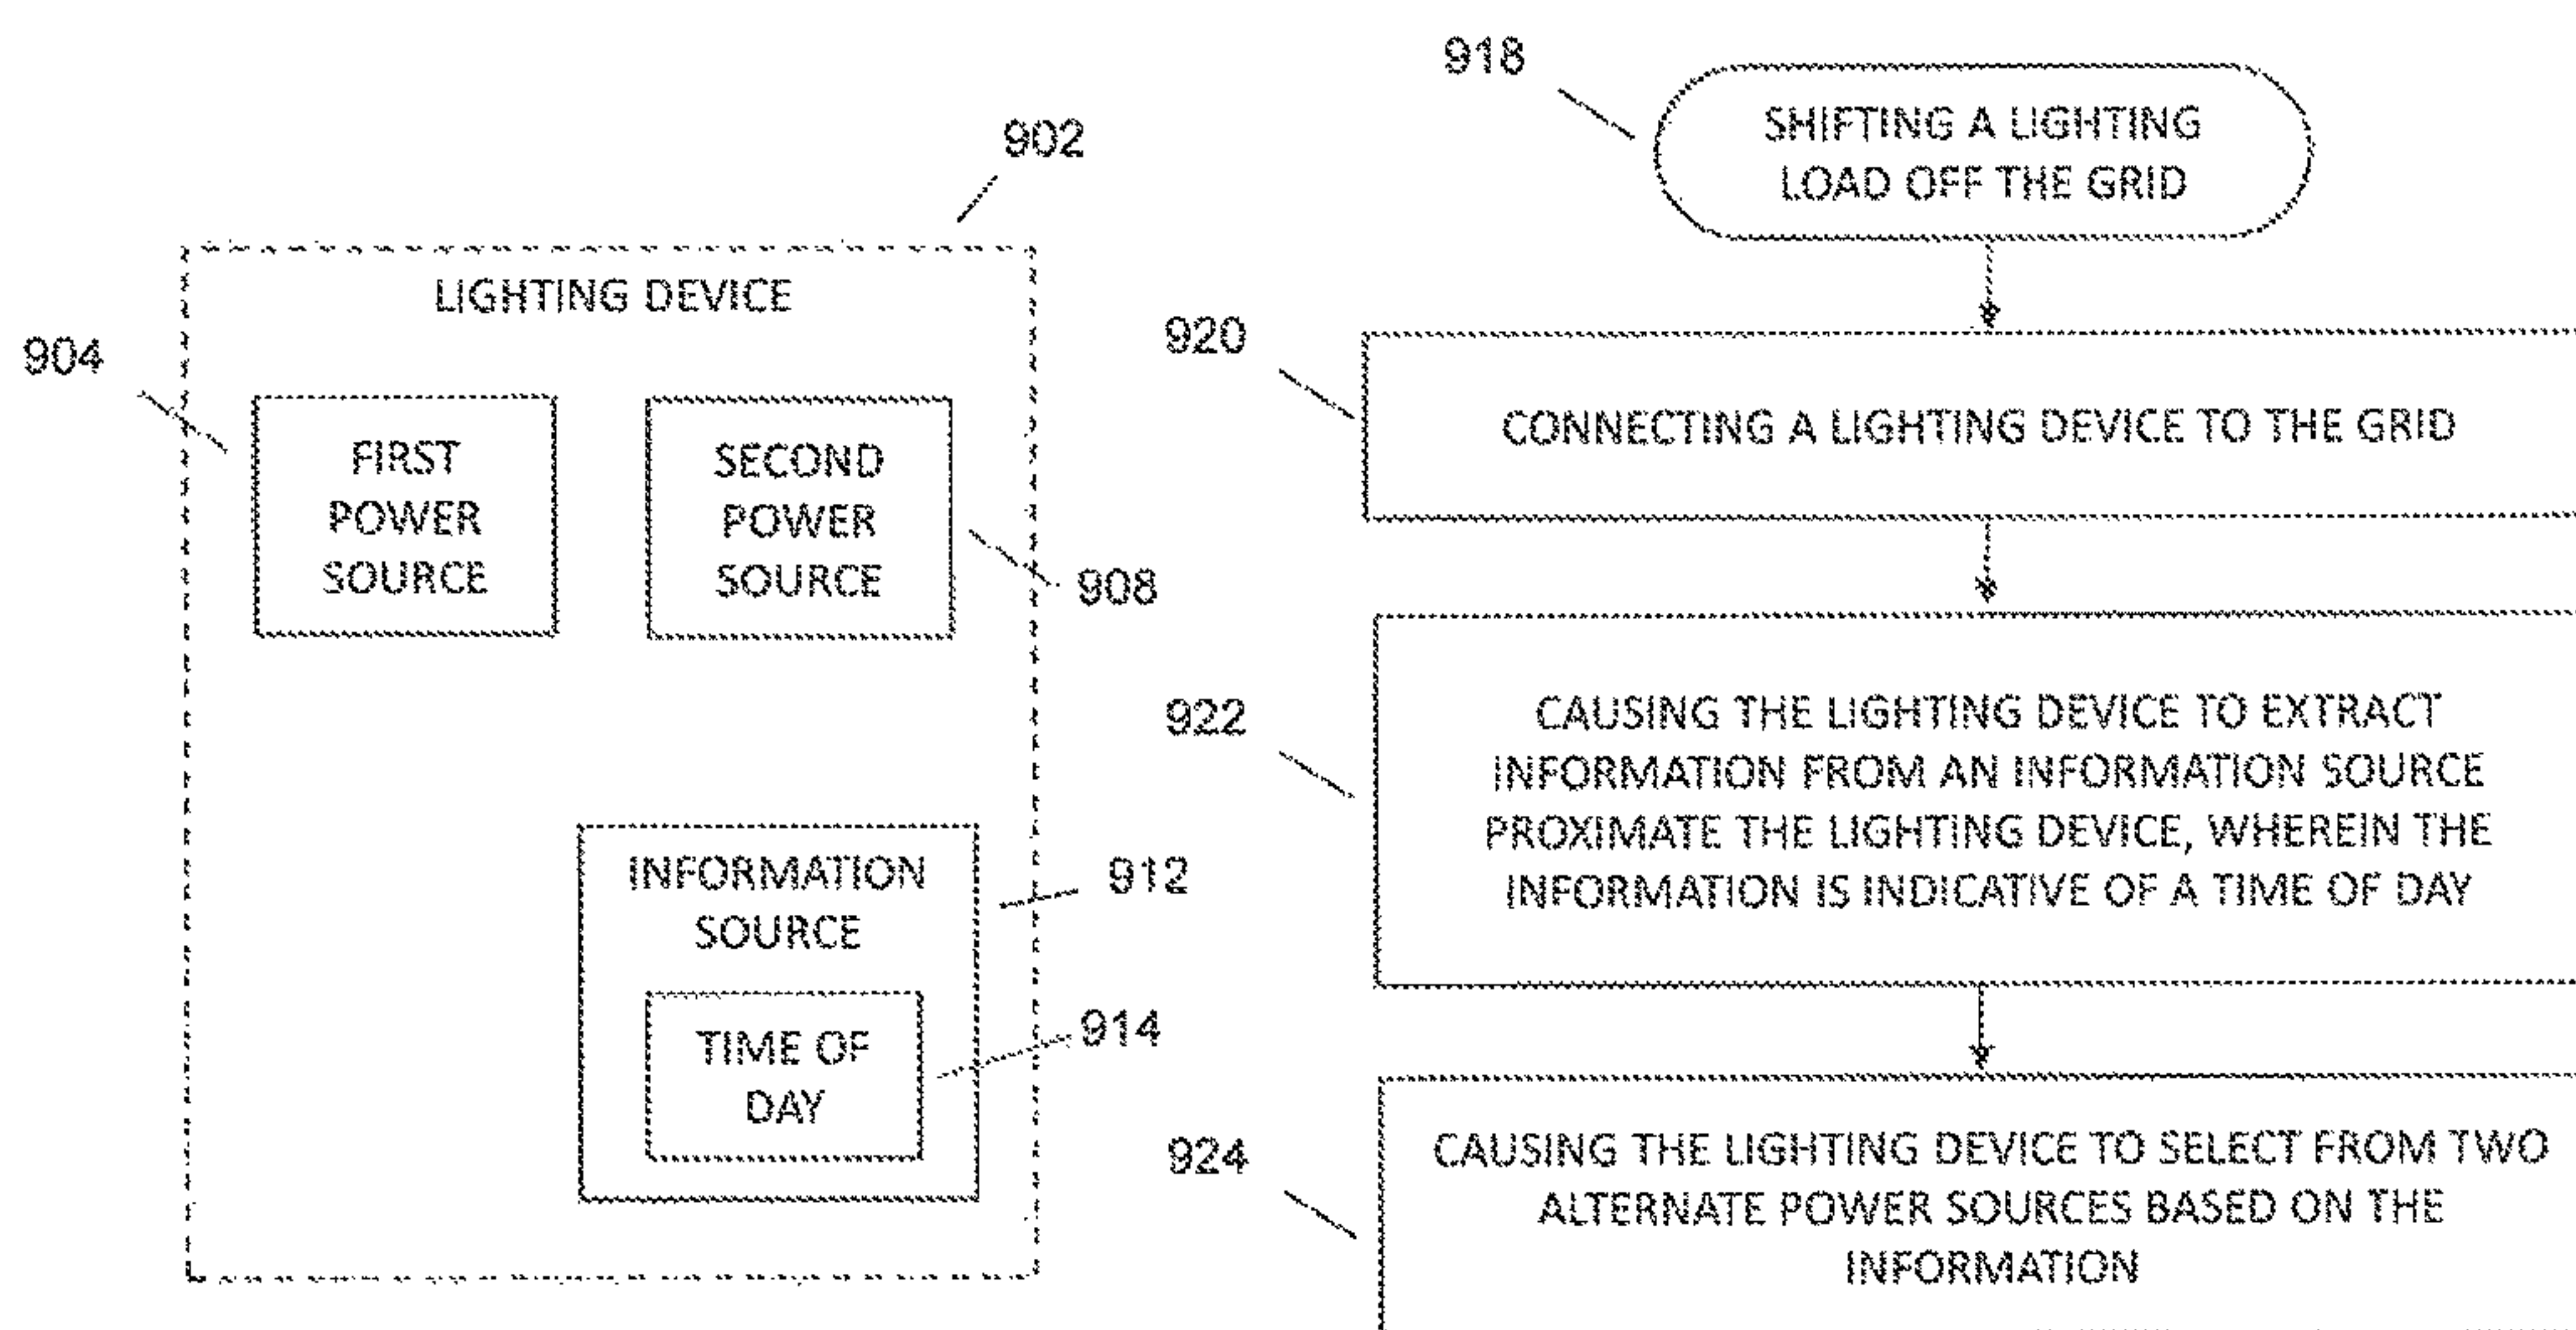 902
LIGHTING DEVICE
904
FIRST
POWER
SOURCE
SECOND
POWER
SOURCE
908
INFORMATION
SOURCE
912
TIME OF
DAY
914
918
SHIFTING A LIGHTING
LOAD OFF THE GRID
920
CONNECTING A LIGHTING DEVICE TO THE GRID
922
CAUSING THE LIGHTING DEVICE TO EXTRACT
INFORMATION FROM AN INFORMATION SOURCE
PROXIMATE THE LIGHTING DEVICE, WHEREIN THE
INFORMATION IS INDICATIVE OF A TIME OF DAY
924
CAUSING THE LIGHTING DEVICE TO SELECT FROM TWO
ALTERNATE POWER SOURCES BASED ON THE
INFORMATION